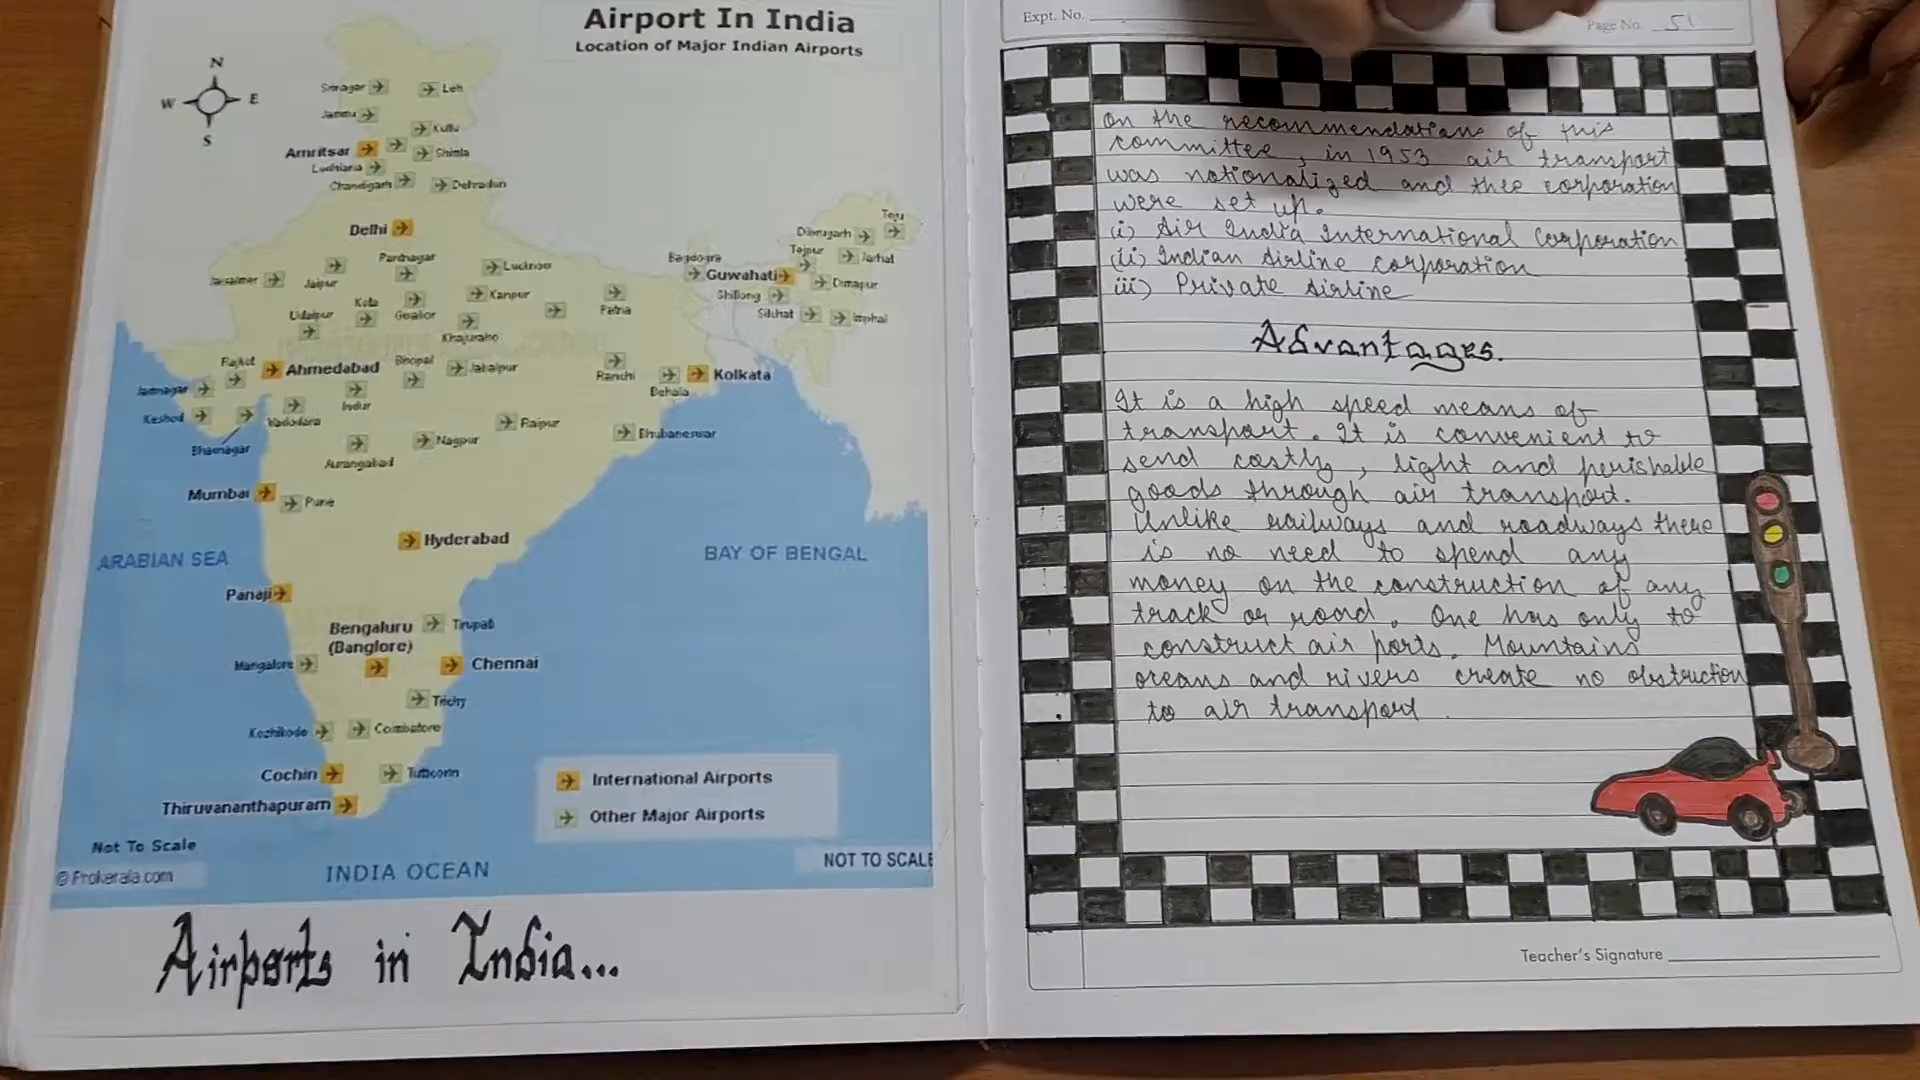 Airport In India
Location of Major Indian Airports
N
W E
S
Srinagar
Leh
Jammu
Kullu
Amritsar
Shimla
Ludhiana
Chandigarh
Dehradun
Delhi
Pantnagar
Lucknow
Jaisalmer
Jaipur
Kota
Gwalior
Kanpur
Udaipur
Khajuraho
Patna
Teju
Dibrugarh
Tejpur
Jorhat
Bagdogra
Guwahati
Dimapur
Shillong
Silchat
Imphal
Rajkot
Ahmedabad
Bhopal
Jabalpur
Ranchi
Kolkata
Behala
Jamnagar
Indur
Keshod
Vadodara
Bhavnagar
Raipur
Nagpur
Bhubaneswar
Aurangabad
Mumbai
Pune
Hyderabad
ARABIAN SEA
BAY OF BENGAL
Panaji
Bengaluru
(Banglore)
Tirupati
Mangalore
Chennai
Trichy
Kozhikode
Coimbatore
Cochin
Tuticorin
Thiruvananthapuram
International Airports
Other Major Airports
Not To Scale
NOT TO SCALE
© Prokerala.com
INDIA OCEAN
Airports in India...
Expt. No.
Page No. 51
on the recommendations of this
committee, in 1953 air transport
was nationalized and thee corporation
were set up.
(i) Air India International Corporation
(ii) Indian Airline corporation
iii) Private Airline
Advantages.
It is a high speed means of
transport. It is convenient to
send costly, light and perishable
goods through air transport.
Unlike railways and roadways there
is no need to spend any
money on the construction of any
track or road. One has only to
construct air ports. Mountains
oceans and rivers create no obstruction
to air transport.
Teacher's Signature